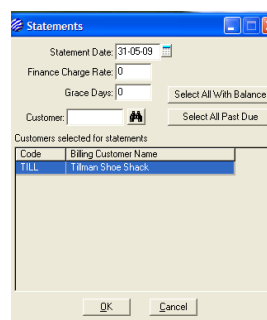 Statements
Statement Date: 31-05-09
Finance Charge Rate: 0
Grace Days: 0
Select All With Balance
Customer:
Select All Past Due
Customers selected for statements
Code Billing Customer Name
TILL Tillman Shoe Shack
OK Cancel